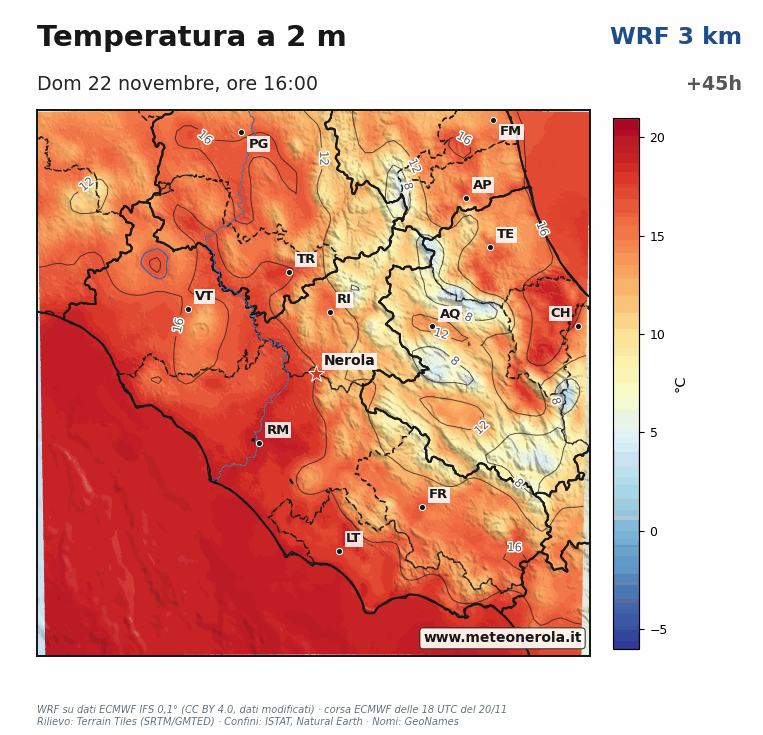 Temperatura a 2 m
WRF 3 km
Dom 22 novembre, ore 16:00
+45h
FM
16
PG
16
12
12
8
12
AP
16
TE
TR
VT
RI
AQ
8
CH
16
12
Nerola
8
8
RM
12
8
FR
16
LT
www.meteonerola.it
20
15
10
5
0
−5
°C
WRF su dati ECMWF IFS 0,1° (CC BY 4.0, dati modificati) · corsa ECMWF delle 18 UTC del 20/11
Rilievo: Terrain Tiles (SRTM/GMTED) · Confini: ISTAT, Natural Earth · Nomi: GeoNames